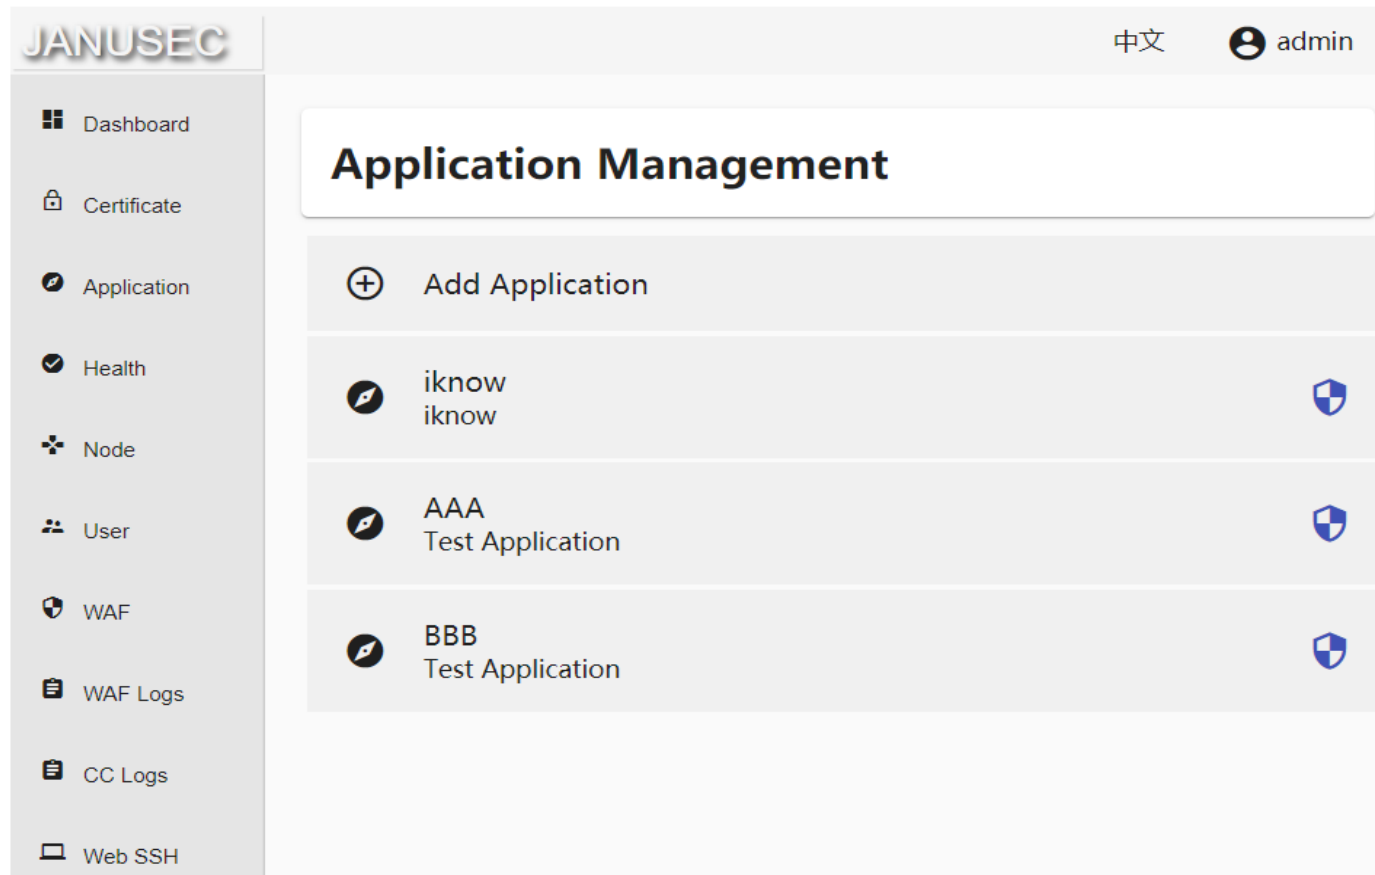 JANUSEC
中文
admin
Dashboard
Certificate
Application
Health
Node
User
WAF
WAF Logs
CC Logs
Web SSH
Application Management
Add Application
iknow
iknow
AAA
Test Application
BBB
Test Application